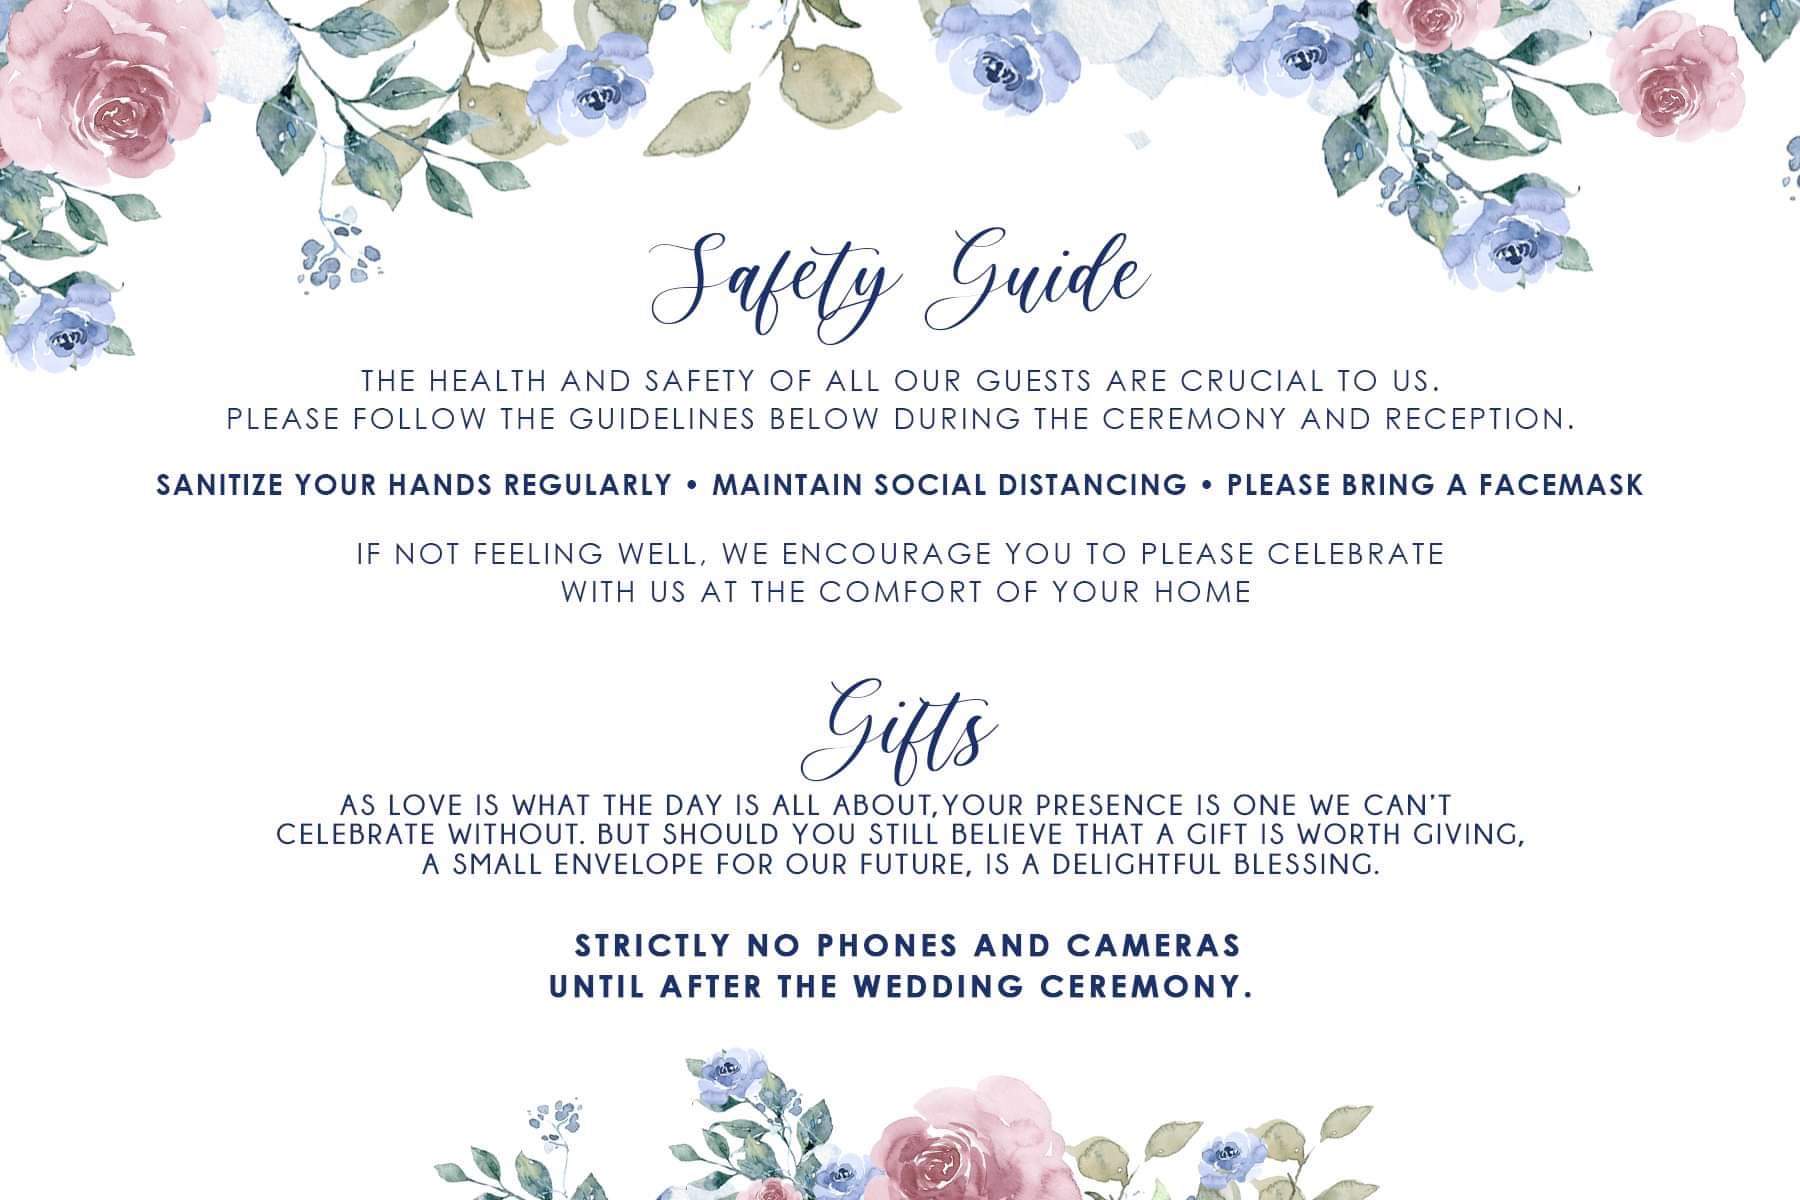 Safety Guide
THE HEALTH AND SAFETY OF ALL OUR GUESTS ARE CRUCIAL TO US.
PLEASE FOLLOW THE GUIDELINES BELOW DURING THE CEREMONY AND RECEPTION.
SANITIZE YOUR HANDS REGULARLY • MAINTAIN SOCIAL DISTANCING • PLEASE BRING A FACEMASK
IF NOT FEELING WELL, WE ENCOURAGE YOU TO PLEASE CELEBRATE
WITH US AT THE COMFORT OF YOUR HOME
Gifts
AS LOVE IS WHAT THE DAY IS ALL ABOUT,YOUR PRESENCE IS ONE WE CAN'T
CELEBRATE WITHOUT. BUT SHOULD YOU STILL BELIEVE THAT A GIFT IS WORTH GIVING,
A SMALL ENVELOPE FOR OUR FUTURE, IS A DELIGHTFUL BLESSING.
STRICTLY NO PHONES AND CAMERAS
UNTIL AFTER THE WEDDING CEREMONY.